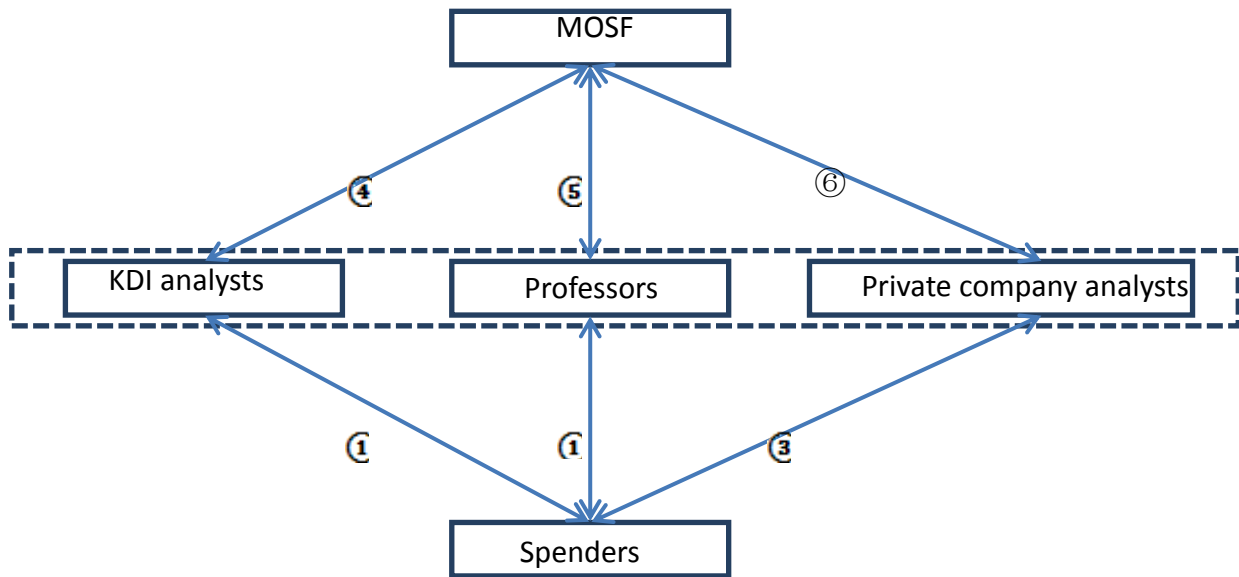 MOSF
④ ⑤ ⑥
KDI analysts Professors Private company analysts
① ① ③
Spenders